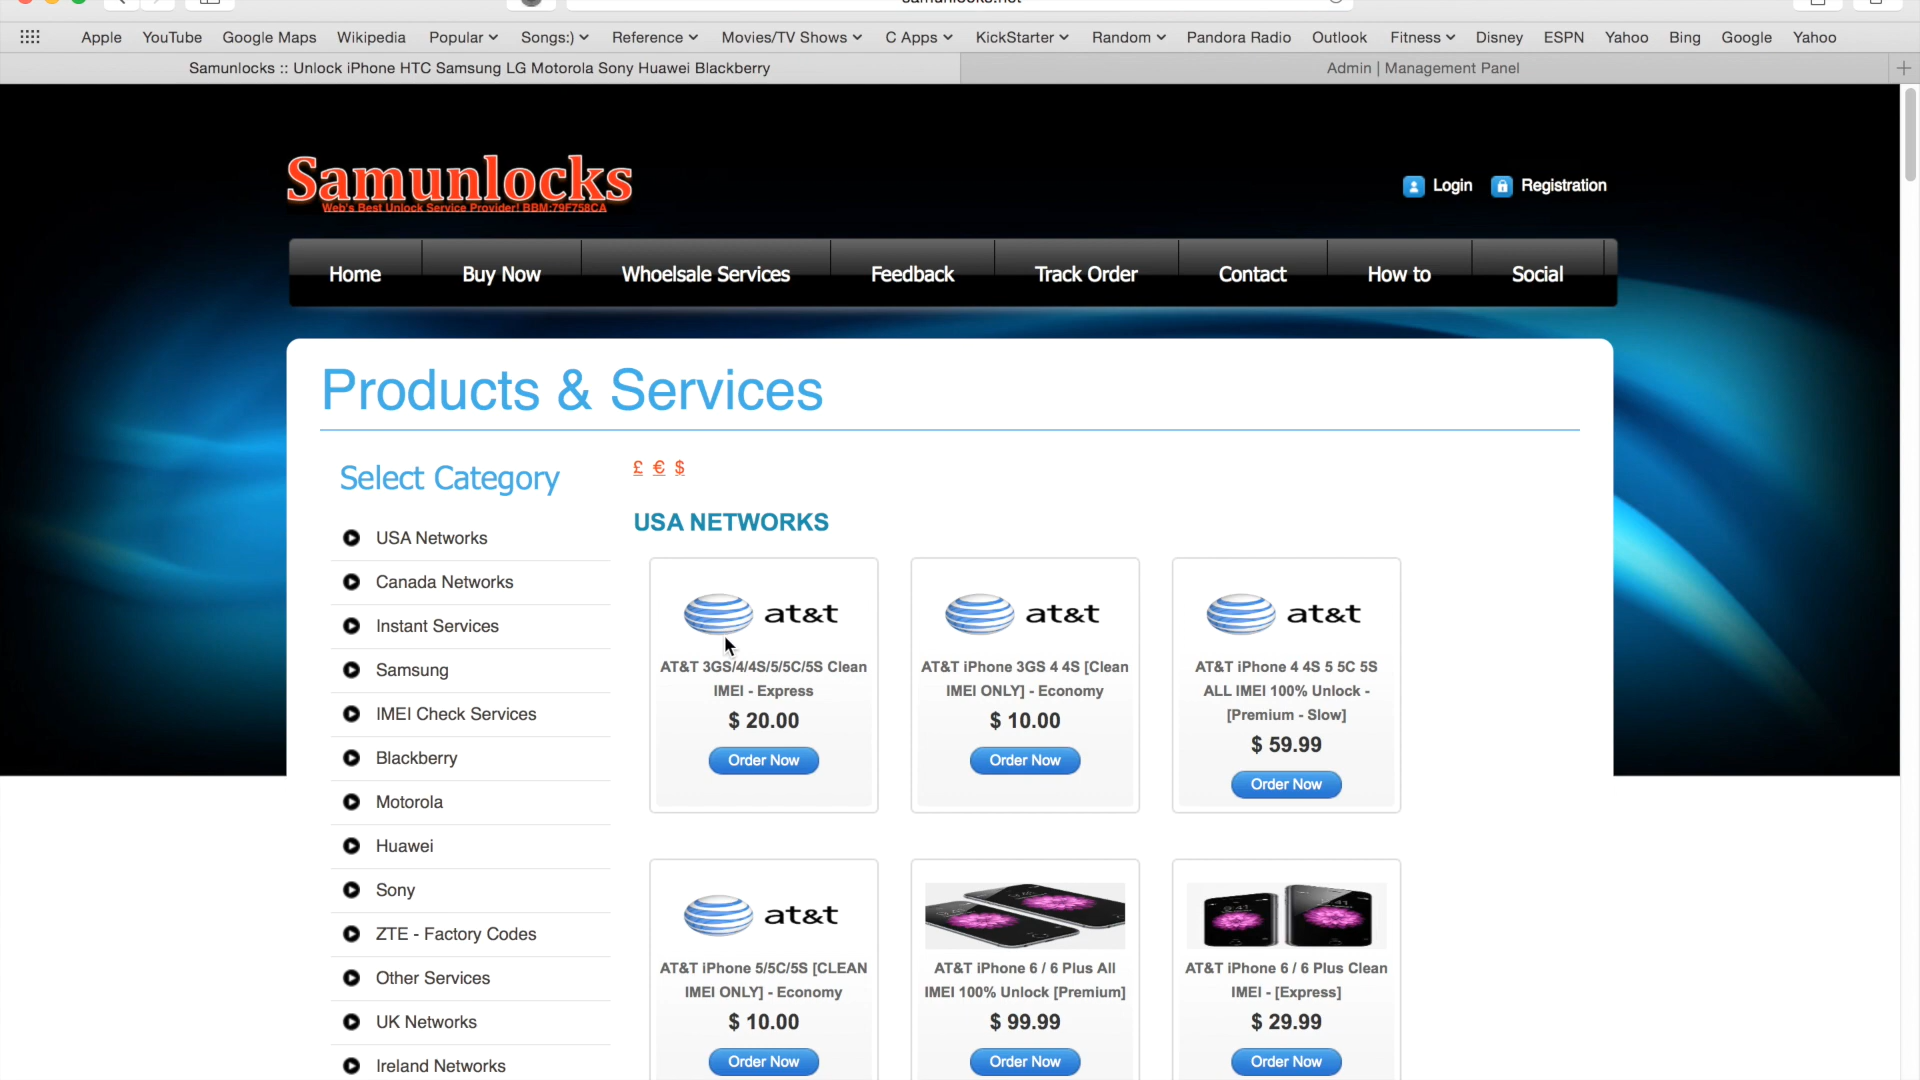 Apple YouTube Google Maps Wikipedia Popular Songs:) Reference Movies/TV Shows C Apps KickStarter Random Pandora Radio Outlook Fitness Disney ESPN Yahoo Bing Google Yahoo
Samunlocks :: Unlock iPhone HTC Samsung LG Motorola Sony Huawei Blackberry
Admin | Management Panel
Samunlocks
Web's Best Unlock Service Provider! BBM:79F758CA
Login Registration
Home Buy Now Whoelsale Services Feedback Track Order Contact How to Social
Products & Services
Select Category
USA Networks
Canada Networks
Instant Services
Samsung
IMEI Check Services
Blackberry
Motorola
Huawei
Sony
ZTE - Factory Codes
Other Services
UK Networks
Ireland Networks
£ € $
USA NETWORKS
at&t
AT&T 3GS/4/4S/5/5C/5S Clean
IMEI - Express
$ 20.00
Order Now
at&t
AT&T iPhone 3GS 4 4S [Clean
IMEI ONLY] - Economy
$ 10.00
Order Now
at&t
AT&T iPhone 4 4S 5 5C 5S
ALL IMEI 100% Unlock -
[Premium - Slow]
$ 59.99
Order Now
at&t
AT&T iPhone 5/5C/5S [CLEAN
IMEI ONLY] - Economy
$ 10.00
Order Now
AT&T iPhone 6 / 6 Plus All
IMEI 100% Unlock [Premium]
$ 99.99
Order Now
AT&T iPhone 6 / 6 Plus Clean
IMEI - [Express]
$ 29.99
Order Now